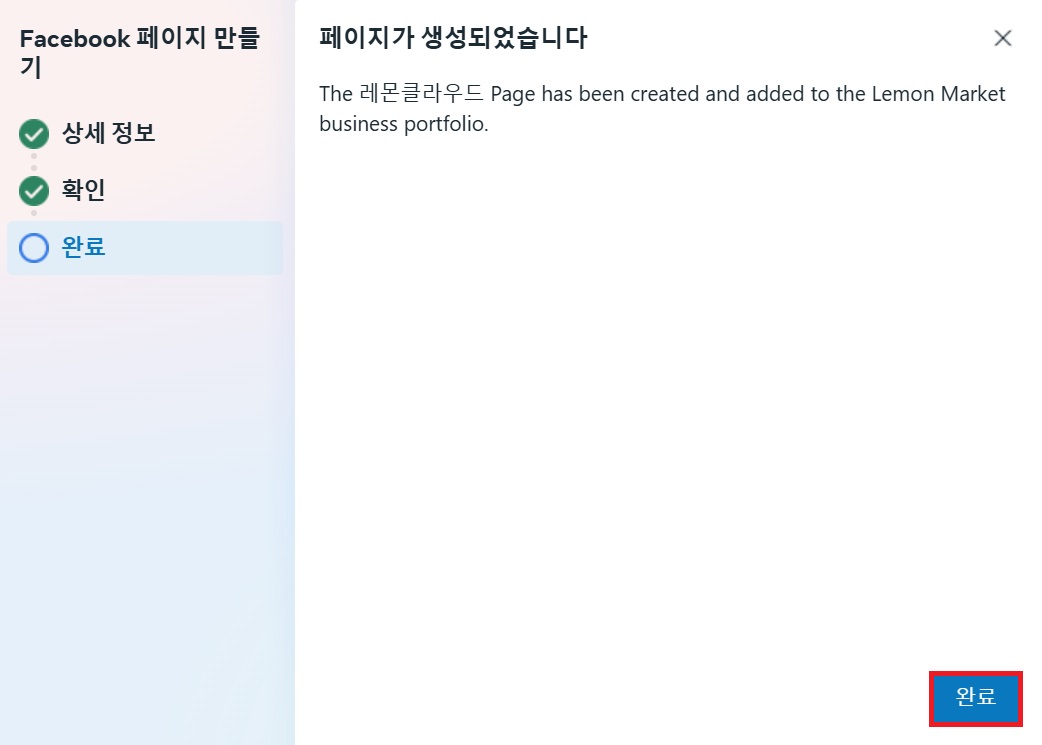 Facebook 페이지 만들
기
상세 정보
확인
완료
페이지가 생성되었습니다
The 레몬클라우드 Page has been created and added to the Lemon Market
business portfolio.
완료